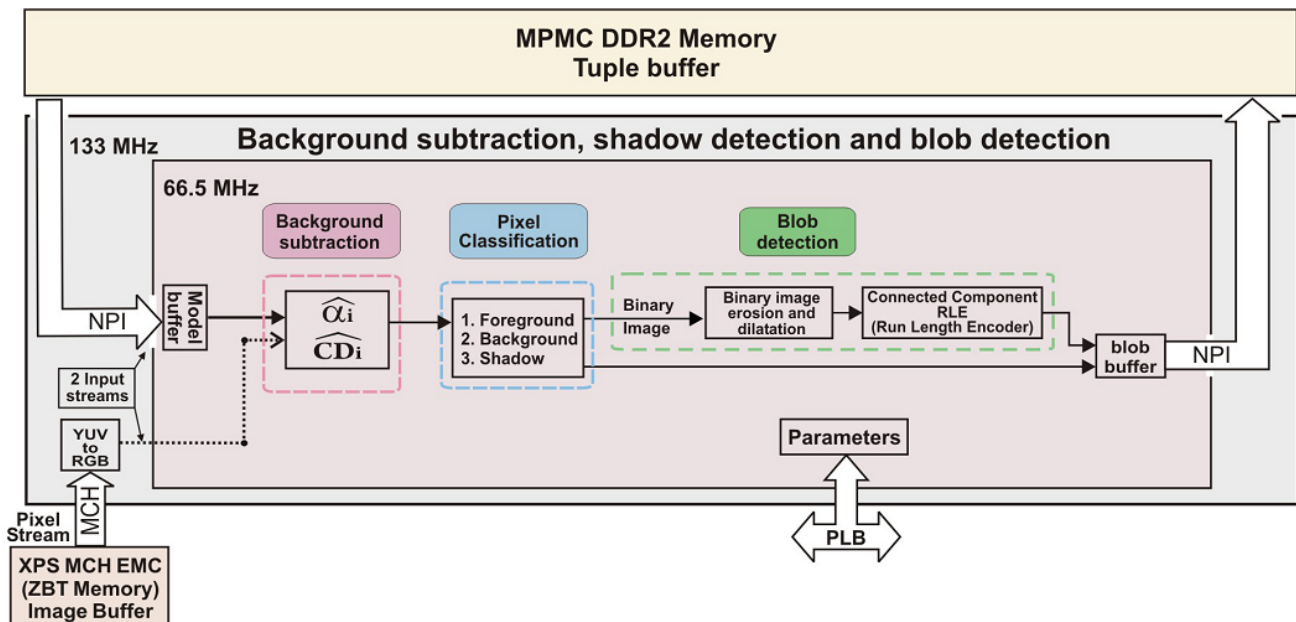 MPMC DDR2 Memory
Tuple buffer
133 MHz
Background subtraction, shadow detection and blob detection
66.5 MHz
Background
subtraction
Pixel
Classification
Blob
detection
NPI
Model
buffer
α̂i
ĈDi
1. Foreground
2. Background
3. Shadow
Binary
Image
Binary image
erosion and
dilatation
Connected Component
RLE
(Run Length Encoder)
blob
buffer
NPI
2 Input
streams
YUV
to
RGB
Parameters
MCH
Pixel
Stream
PLB
XPS MCH EMC
(ZBT Memory)
Image Buffer